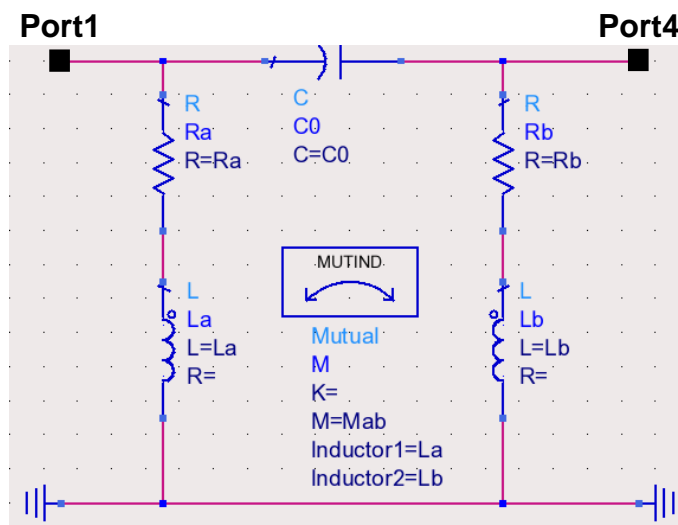 Port1
Port4
C
C0
C=C0
R
Ra
R=Ra
R
Rb
R=Rb
MUTIND
L
La
L=La
R=
Mutual
M
K=
M=Mab
Inductor1=La
Inductor2=Lb
L
Lb
L=Lb
R=